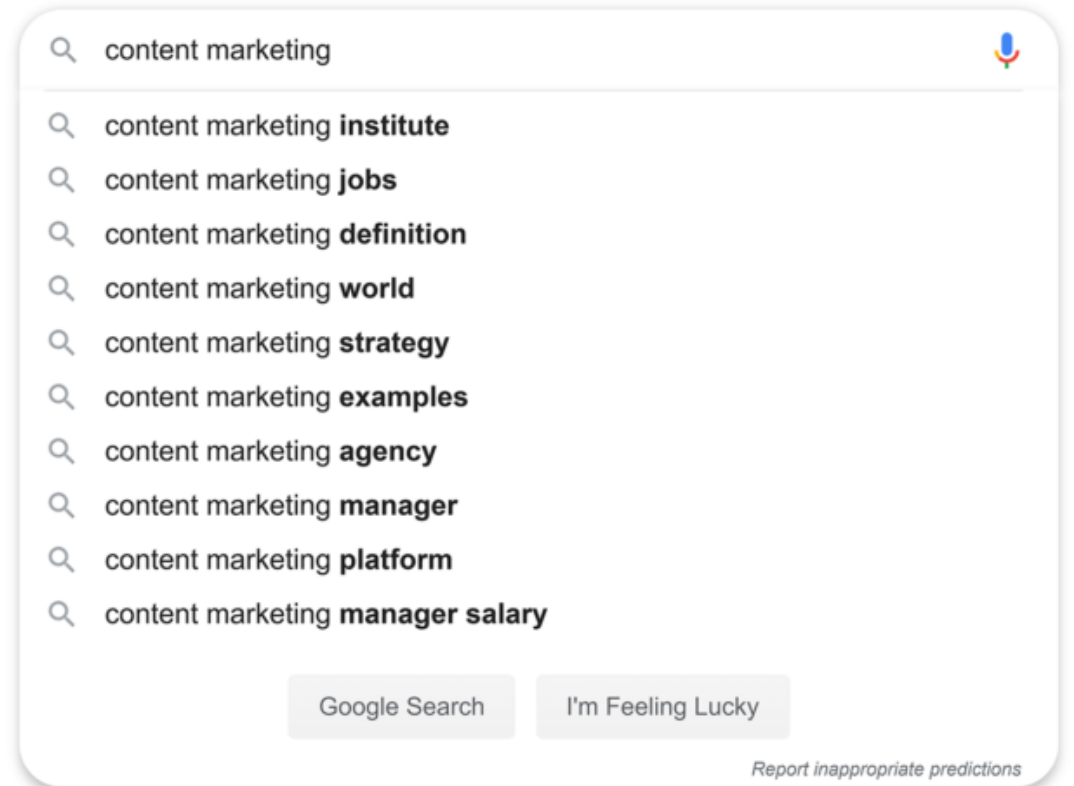 content marketing
content marketing institute
content marketing jobs
content marketing definition
content marketing world
content marketing strategy
content marketing examples
content marketing agency
content marketing manager
content marketing platform
content marketing manager salary
Google Search I'm Feeling Lucky
Report inappropriate predictions